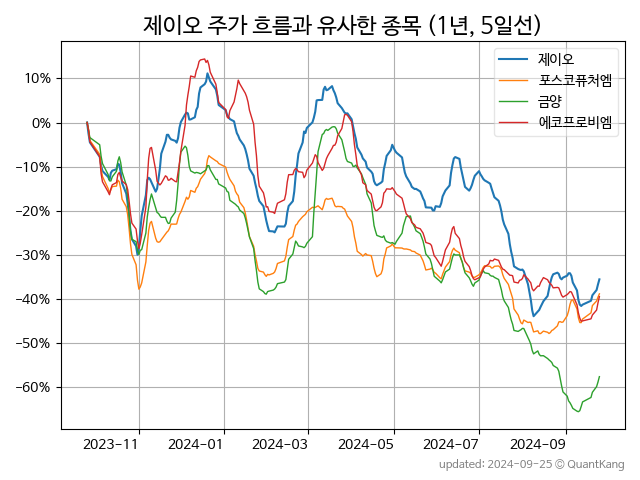 제이오 주가 흐름과 유사한 종목 (1년, 5일선)
제이오
포스코퓨처엠
금양
에코프로비엠
10%
0%
−10%
−20%
−30%
−40%
−50%
−60%
2023-11
2024-01
2024-03
2024-05
2024-07
2024-09
updated: 2024-09-25 © QuantKang